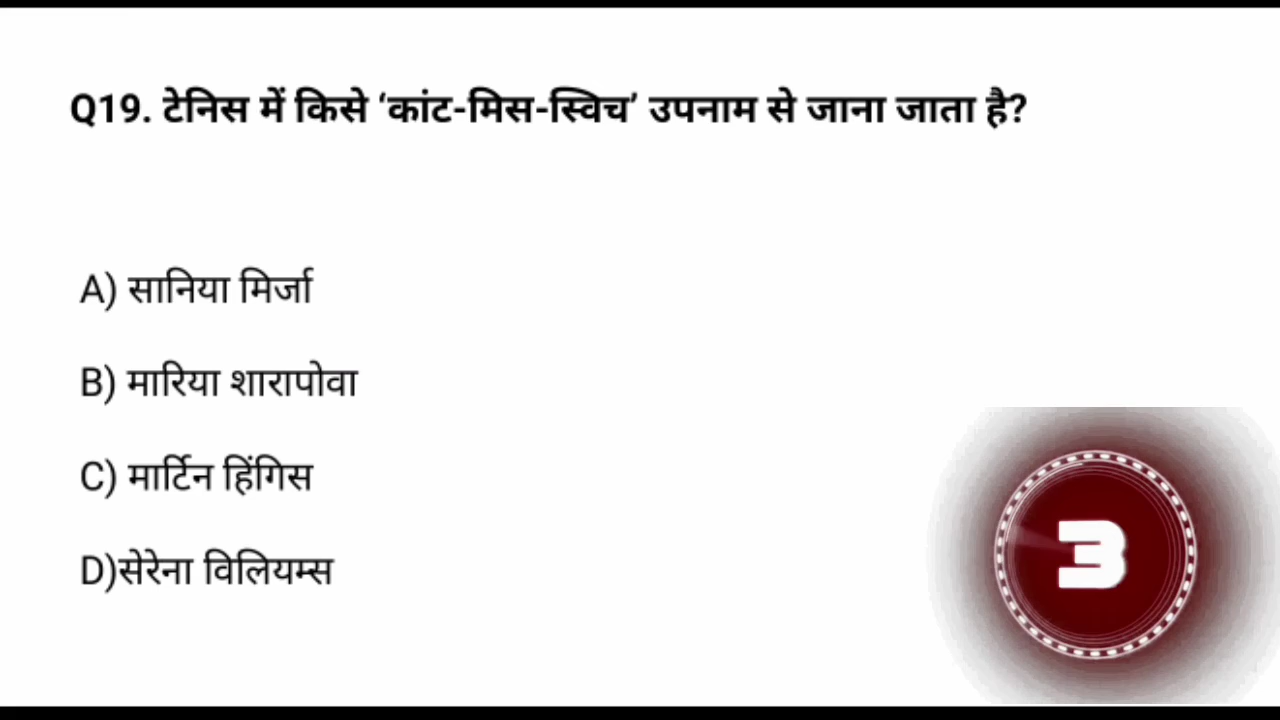 Q19. टेनिस में किसे ‘कांट-मिस-स्विच’ उपनाम से जाना जाता है?
A) सानिया मिर्जा
B) मारिया शारापोवा
C) मार्टिन हिंगिस
D)सेरेना विलियम्स
3